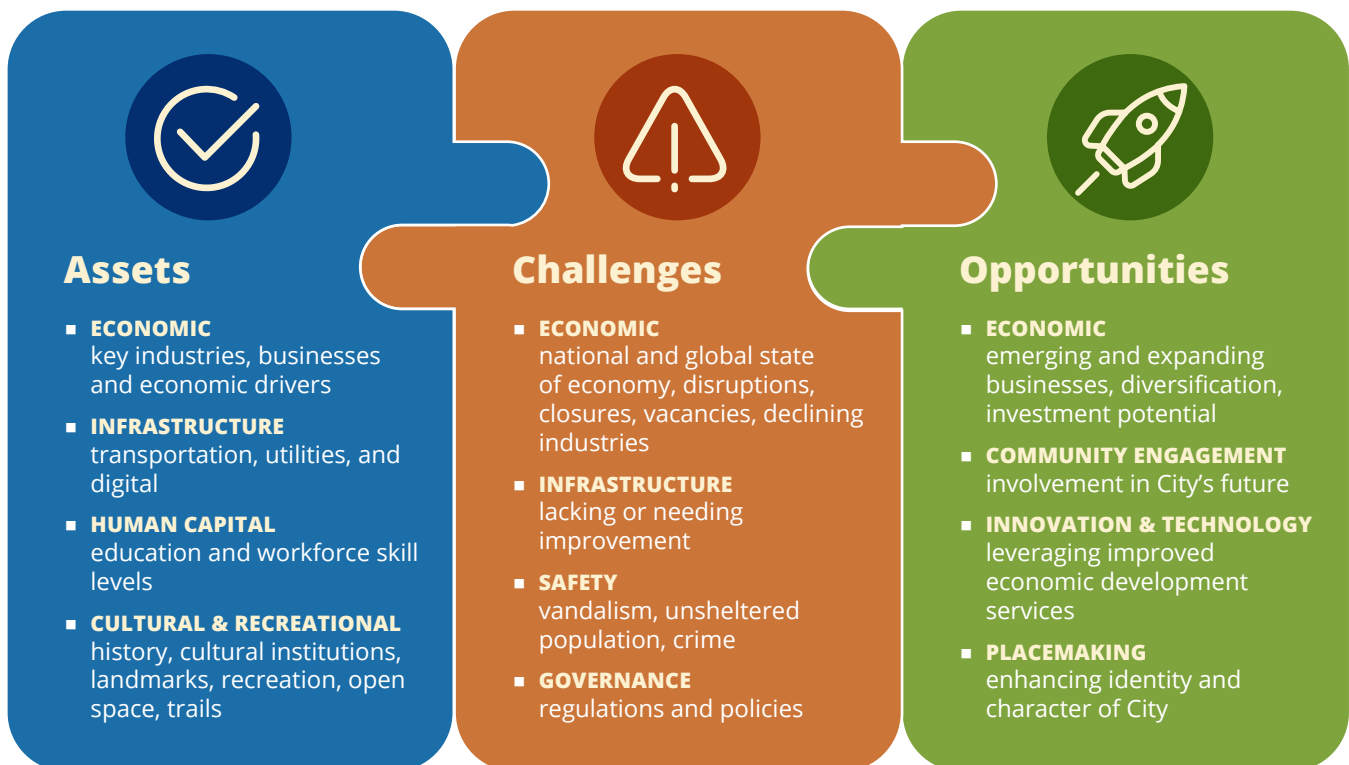 Assets
▪ ECONOMIC
key industries, businesses
and economic drivers
▪ INFRASTRUCTURE
transportation, utilities, and
digital
▪ HUMAN CAPITAL
education and workforce skill
levels
▪ CULTURAL & RECREATIONAL
history, cultural institutions,
landmarks, recreation, open
space, trails
Challenges
▪ ECONOMIC
national and global state
of economy, disruptions,
closures, vacancies, declining
industries
▪ INFRASTRUCTURE
lacking or needing
improvement
▪ SAFETY
vandalism, unsheltered
population, crime
▪ GOVERNANCE
regulations and policies
Opportunities
▪ ECONOMIC
emerging and expanding
businesses, diversification,
investment potential
▪ COMMUNITY ENGAGEMENT
involvement in City’s future
▪ INNOVATION & TECHNOLOGY
leveraging improved
economic development
services
▪ PLACEMAKING
enhancing identity and
character of City